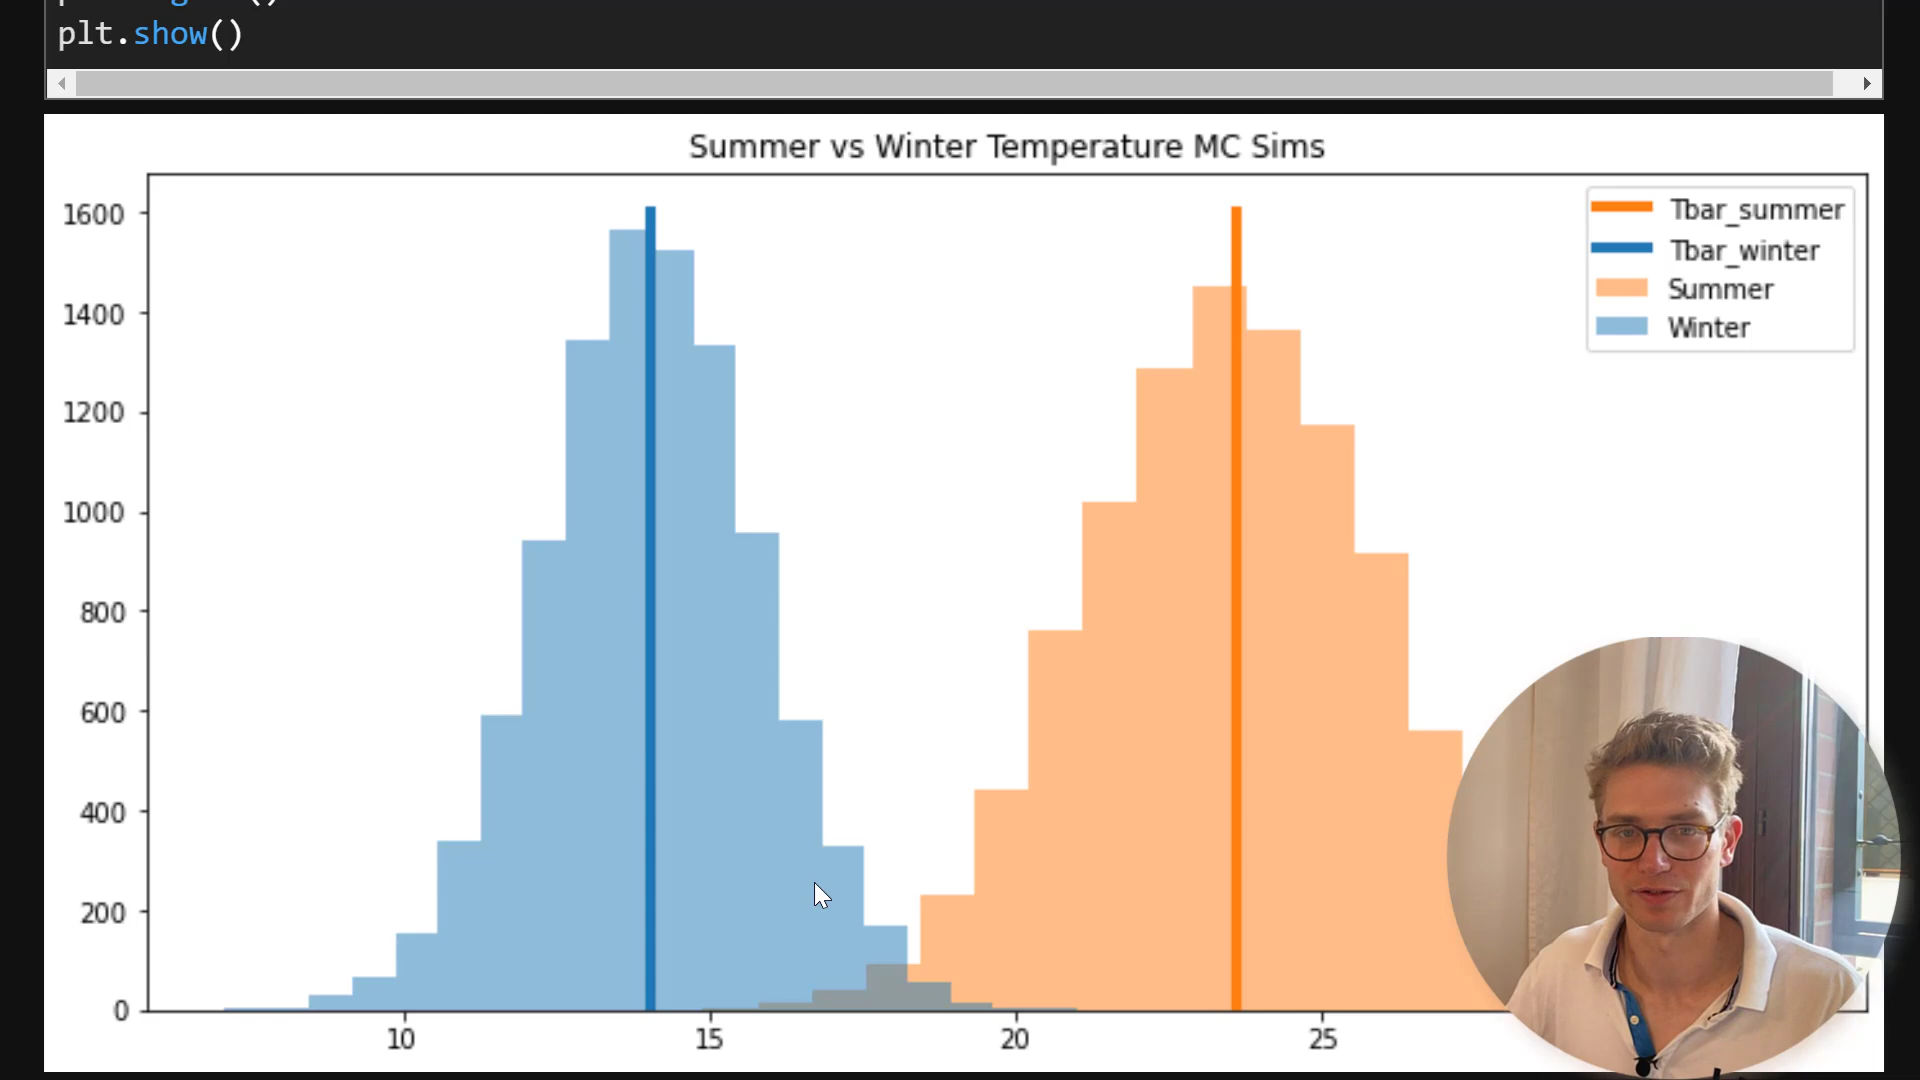 plt.show()
Summer vs Winter Temperature MC Sims
1600
1400
1200
1000
800
600
400
200
0
10
15
20
25
Tbar_summer
Tbar_winter
Summer
Winter